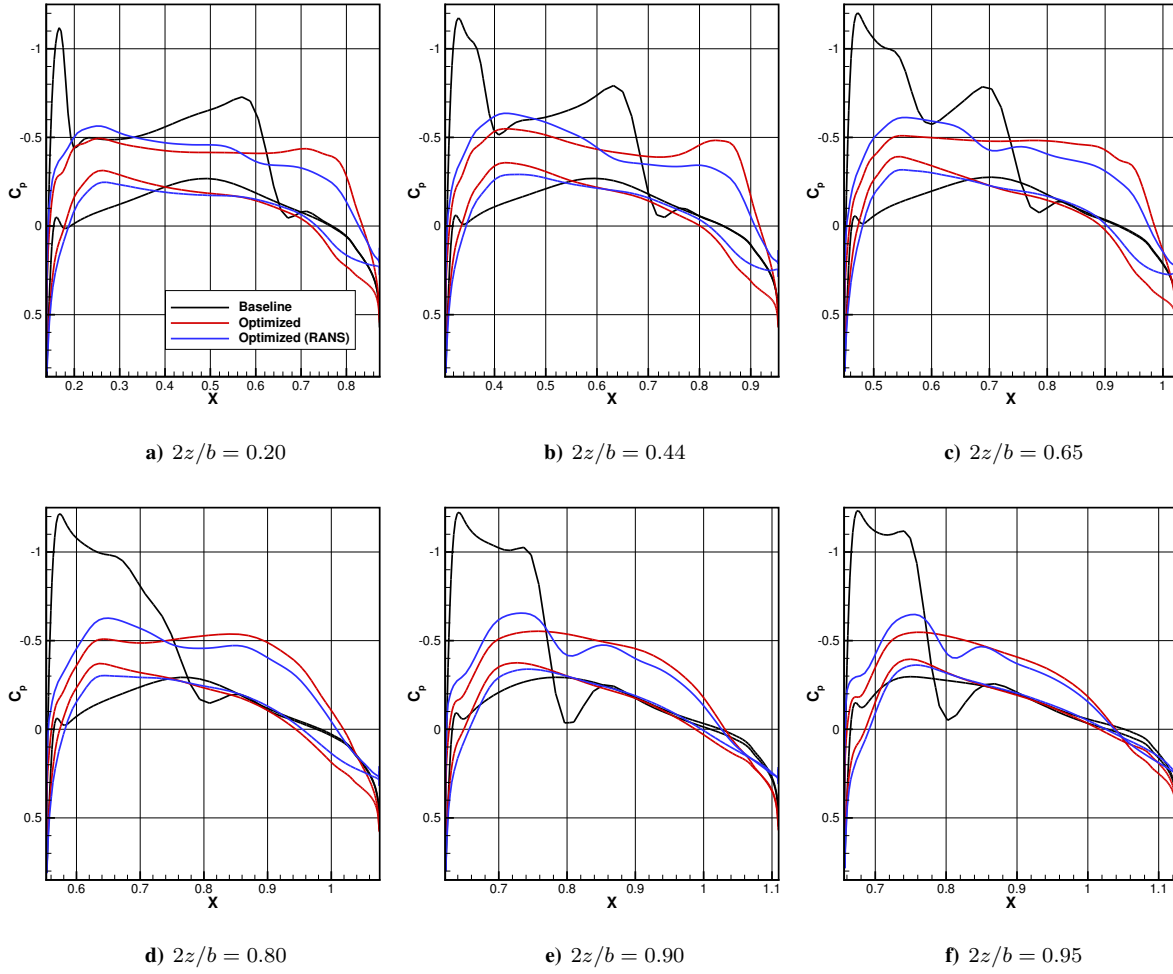 -1
-0.5
0
0.5
Cp
0.2 0.3 0.4 0.5 0.6 0.7 0.8
X
Baseline
Optimized
Optimized (RANS)
a) 2z/b = 0.20
-1
-0.5
0
0.5
Cp
0.4 0.5 0.6 0.7 0.8 0.9
X
b) 2z/b = 0.44
-1
-0.5
0
0.5
Cp
0.5 0.6 0.7 0.8 0.9 1
X
c) 2z/b = 0.65
-1
-0.5
0
0.5
Cp
0.6 0.7 0.8 0.9 1
X
d) 2z/b = 0.80
-1
-0.5
0
0.5
Cp
0.7 0.8 0.9 1 1.1
X
e) 2z/b = 0.90
-1
-0.5
0
0.5
Cp
0.7 0.8 0.9 1 1.1
X
f) 2z/b = 0.95